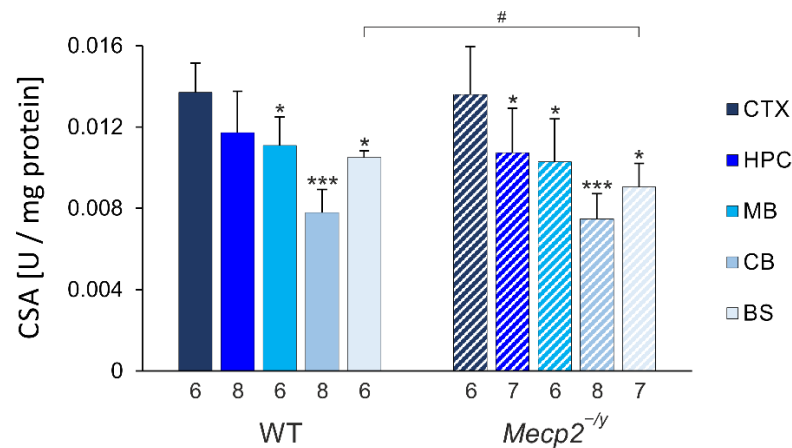 #
0.016
0.012
0.008
0.004
0
CSA [U / mg protein]
* *** *
* * *** *
6 8 6 8 6
6 7 6 8 7
WT
Mecp2⁻/ʸ
CTX
HPC
MB
CB
BS